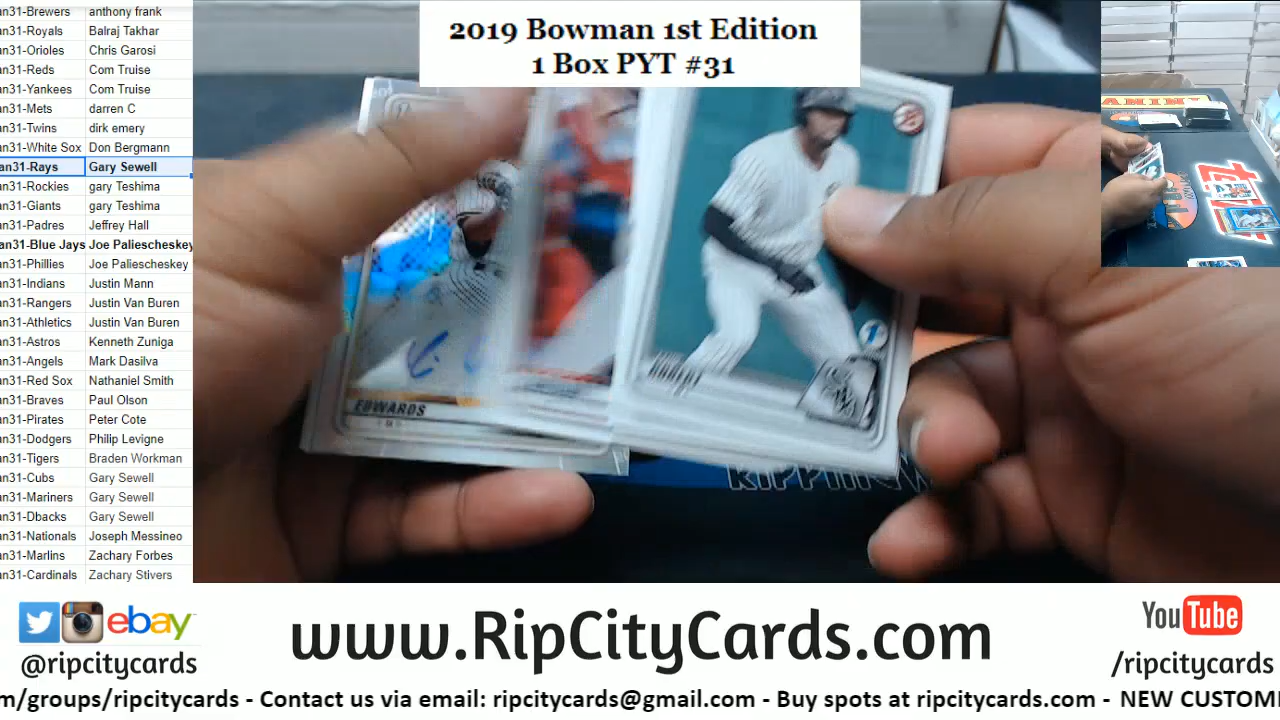 2019 Bowman 1st Edition
1 Box PYT #31
an31-Brewers anthony frank
an31-Royals Balraj Takhar
an31-Orioles Chris Garosi
an31-Reds Com Truise
an31-Yankees Com Truise
an31-Mets darren C
an31-Twins dirk emery
an31-White Sox Don Bergmann
an31-Rays Gary Sewell
an31-Rockies gary Teshima
an31-Giants gary Teshima
an31-Padres Jeffrey Hall
an31-Blue Jays Joe Paliescheskey
an31-Phillies Joe Paliescheskey
an31-Indians Justin Mann
an31-Rangers Justin Van Buren
an31-Athletics Justin Van Buren
an31-Astros Kenneth Zuniga
an31-Angels Mark Dasilva
an31-Red Sox Nathaniel Smith
an31-Braves Paul Olson
an31-Pirates Peter Cote
an31-Dodgers Philip Levigne
an31-Tigers Braden Workman
an31-Cubs Gary Sewell
an31-Mariners Gary Sewell
an31-Dbacks Gary Sewell
an31-Nationals Joseph Messineo
an31-Marlins Zachary Forbes
an31-Cardinals Zachary Stivers
EDWARDS
PANINI
ebay
@ripcitycards
www.RipCityCards.com
YouTube
/ripcitycards
m/groups/ripcitycards - Contact us via email: ripcitycards@gmail.com - Buy spots at ripcitycards.com - NEW CUSTOME